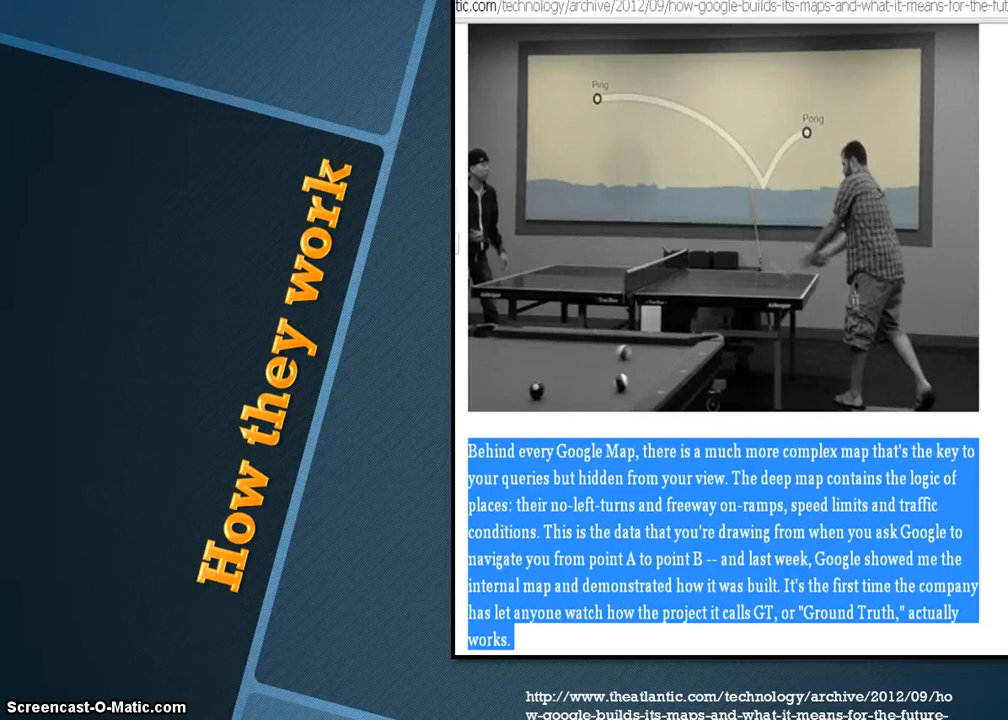 tic.com/technology/archive/2012/09/how-google-builds-its-maps-and-what-it-means-for-the-fut
Ping
Pong
How they work
Behind every Google Map, there is a much more complex map that's the key to
your queries but hidden from your view. The deep map contains the logic of
places: their no-left-turns and freeway on-ramps, speed limits and traffic
conditions. This is the data that you're drawing from when you ask Google to
navigate you from point A to point B -- and last week, Google showed me the
internal map and demonstrated how it was built. It's the first time the company
has let anyone watch how the project it calls GT, or "Ground Truth," actually
works.
http://www.theatlantic.com/technology/archive/2012/09/ho
w-google-builds-its-maps-and-what-it-means-for-the-future-
Screencast-O-Matic.com